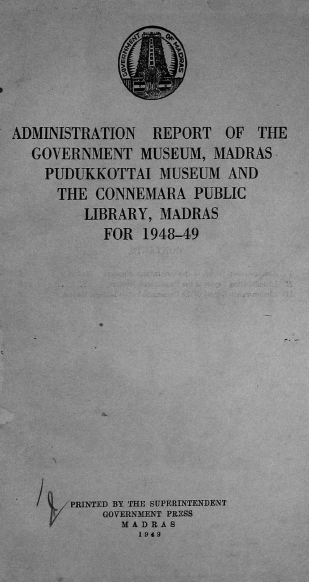 GOVERNMENT OF MADRAS
ADMINISTRATION REPORT OF THE
GOVERNMENT MUSEUM, MADRAS
PUDUKKOTTAI MUSEUM AND
THE CONNEMARA PUBLIC
LIBRARY, MADRAS
FOR 1948-49
PRINTED BY THE SUPERINTENDENT
GOVERNMENT PRESS
MADRAS
1949